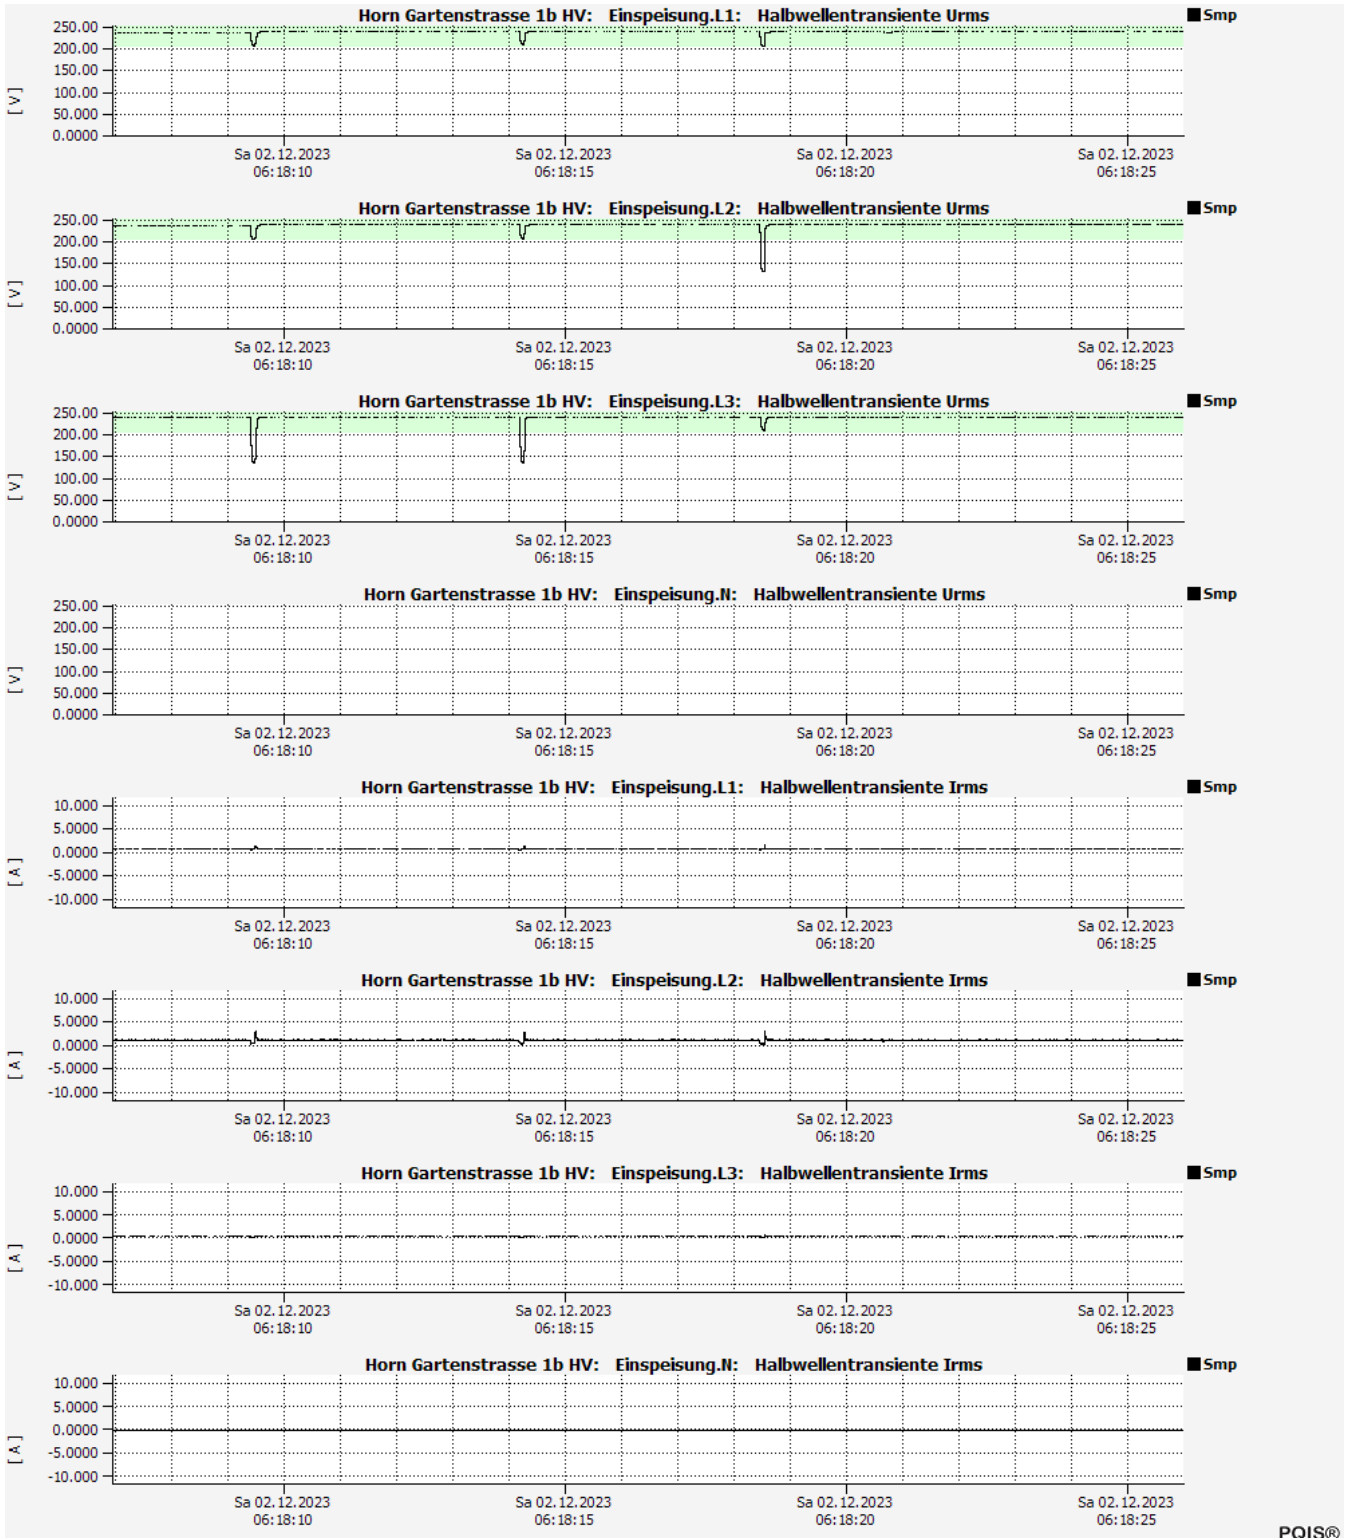 Horn Gartenstrasse 1b HV: Einspeisung.L1: Halbwellentransiente Urms
Smp
250.00
200.00
150.00
100.00
50.000
0.0000
[ V ]
Sa 02.12.2023 Sa 02.12.2023 Sa 02.12.2023 Sa 02.12.2023
06:18:10 06:18:15 06:18:20 06:18:25
Horn Gartenstrasse 1b HV: Einspeisung.L2: Halbwellentransiente Urms
Smp
250.00
200.00
150.00
100.00
50.000
0.0000
[ V ]
Sa 02.12.2023 Sa 02.12.2023 Sa 02.12.2023 Sa 02.12.2023
06:18:10 06:18:15 06:18:20 06:18:25
Horn Gartenstrasse 1b HV: Einspeisung.L3: Halbwellentransiente Urms
Smp
250.00
200.00
150.00
100.00
50.000
0.0000
[ V ]
Sa 02.12.2023 Sa 02.12.2023 Sa 02.12.2023 Sa 02.12.2023
06:18:10 06:18:15 06:18:20 06:18:25
Horn Gartenstrasse 1b HV: Einspeisung.N: Halbwellentransiente Urms
Smp
250.00
200.00
150.00
100.00
50.000
0.0000
[ V ]
Sa 02.12.2023 Sa 02.12.2023 Sa 02.12.2023 Sa 02.12.2023
06:18:10 06:18:15 06:18:20 06:18:25
Horn Gartenstrasse 1b HV: Einspeisung.L1: Halbwellentransiente Irms
Smp
10.000
5.0000
0.0000
-5.0000
-10.000
[ A ]
Sa 02.12.2023 Sa 02.12.2023 Sa 02.12.2023 Sa 02.12.2023
06:18:10 06:18:15 06:18:20 06:18:25
Horn Gartenstrasse 1b HV: Einspeisung.L2: Halbwellentransiente Irms
Smp
10.000
5.0000
0.0000
-5.0000
-10.000
[ A ]
Sa 02.12.2023 Sa 02.12.2023 Sa 02.12.2023 Sa 02.12.2023
06:18:10 06:18:15 06:18:20 06:18:25
Horn Gartenstrasse 1b HV: Einspeisung.L3: Halbwellentransiente Irms
Smp
10.000
5.0000
0.0000
-5.0000
-10.000
[ A ]
Sa 02.12.2023 Sa 02.12.2023 Sa 02.12.2023 Sa 02.12.2023
06:18:10 06:18:15 06:18:20 06:18:25
Horn Gartenstrasse 1b HV: Einspeisung.N: Halbwellentransiente Irms
Smp
10.000
5.0000
0.0000
-5.0000
-10.000
[ A ]
Sa 02.12.2023 Sa 02.12.2023 Sa 02.12.2023 Sa 02.12.2023
06:18:10 06:18:15 06:18:20 06:18:25
PQIS®